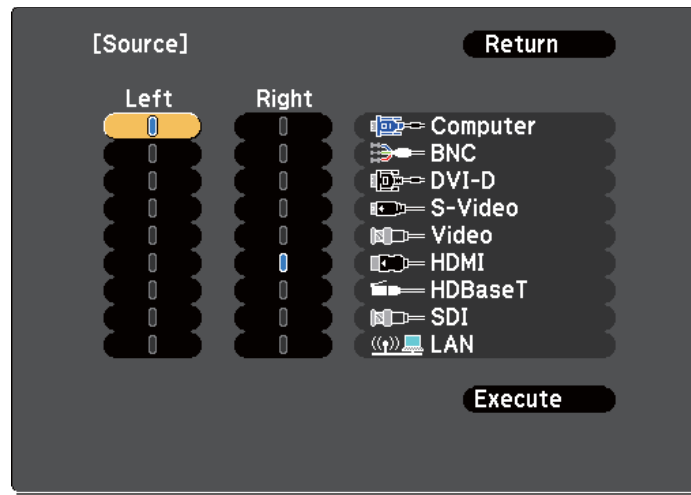 [Source]
Return
Left Right
Computer
BNC
DVI-D
S-Video
Video
HDMI
HDBaseT
SDI
LAN
Execute